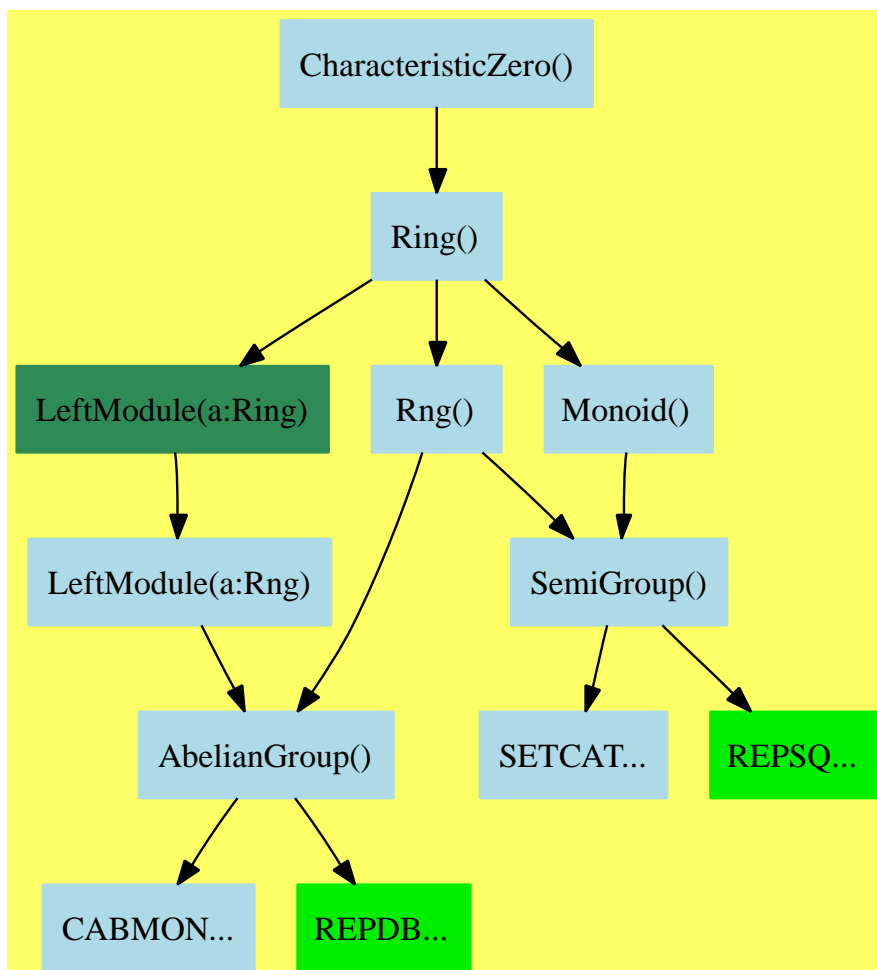 CharacteristicZero()
Ring()
LeftModule(a:Ring)
Rng()
Monoid()
LeftModule(a:Rng)
SemiGroup()
AbelianGroup()
SETCAT...
REPSQ...
CABMON...
REPDB...